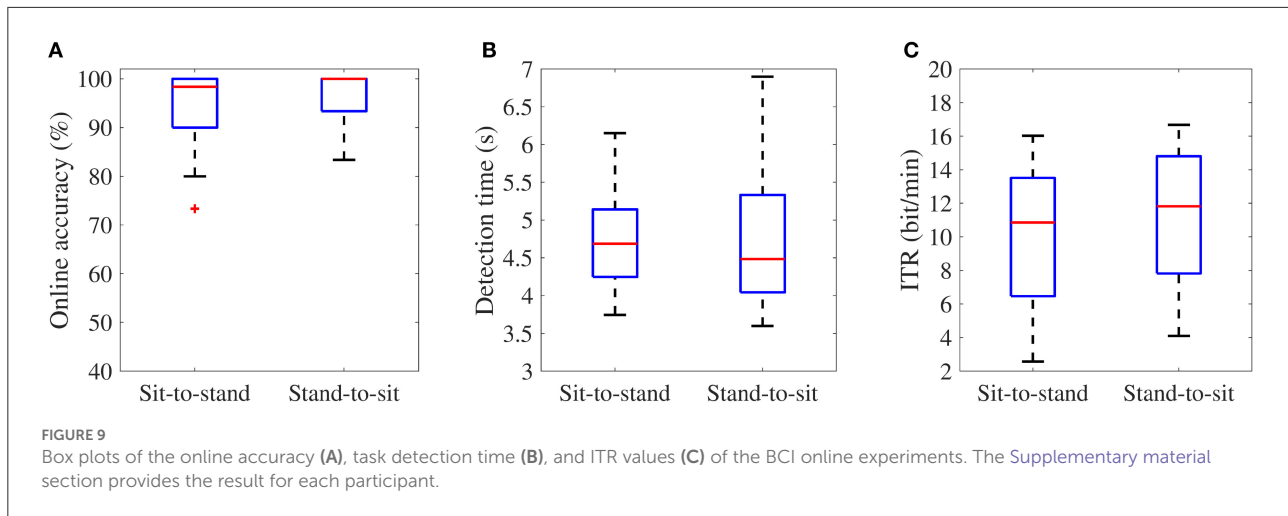 A
B
C
Online accuracy (%)
100
90
80
70
60
50
40
Sit-to-stand Stand-to-sit
Detection time (s)
7
6.5
6
5.5
5
4.5
4
3.5
3
Sit-to-stand Stand-to-sit
ITR (bit/min)
20
18
16
14
12
10
8
6
4
2
Sit-to-stand Stand-to-sit
FIGURE 9
Box plots of the online accuracy (A), task detection time (B), and ITR values (C) of the BCI online experiments. The Supplementary material
section provides the result for each participant.